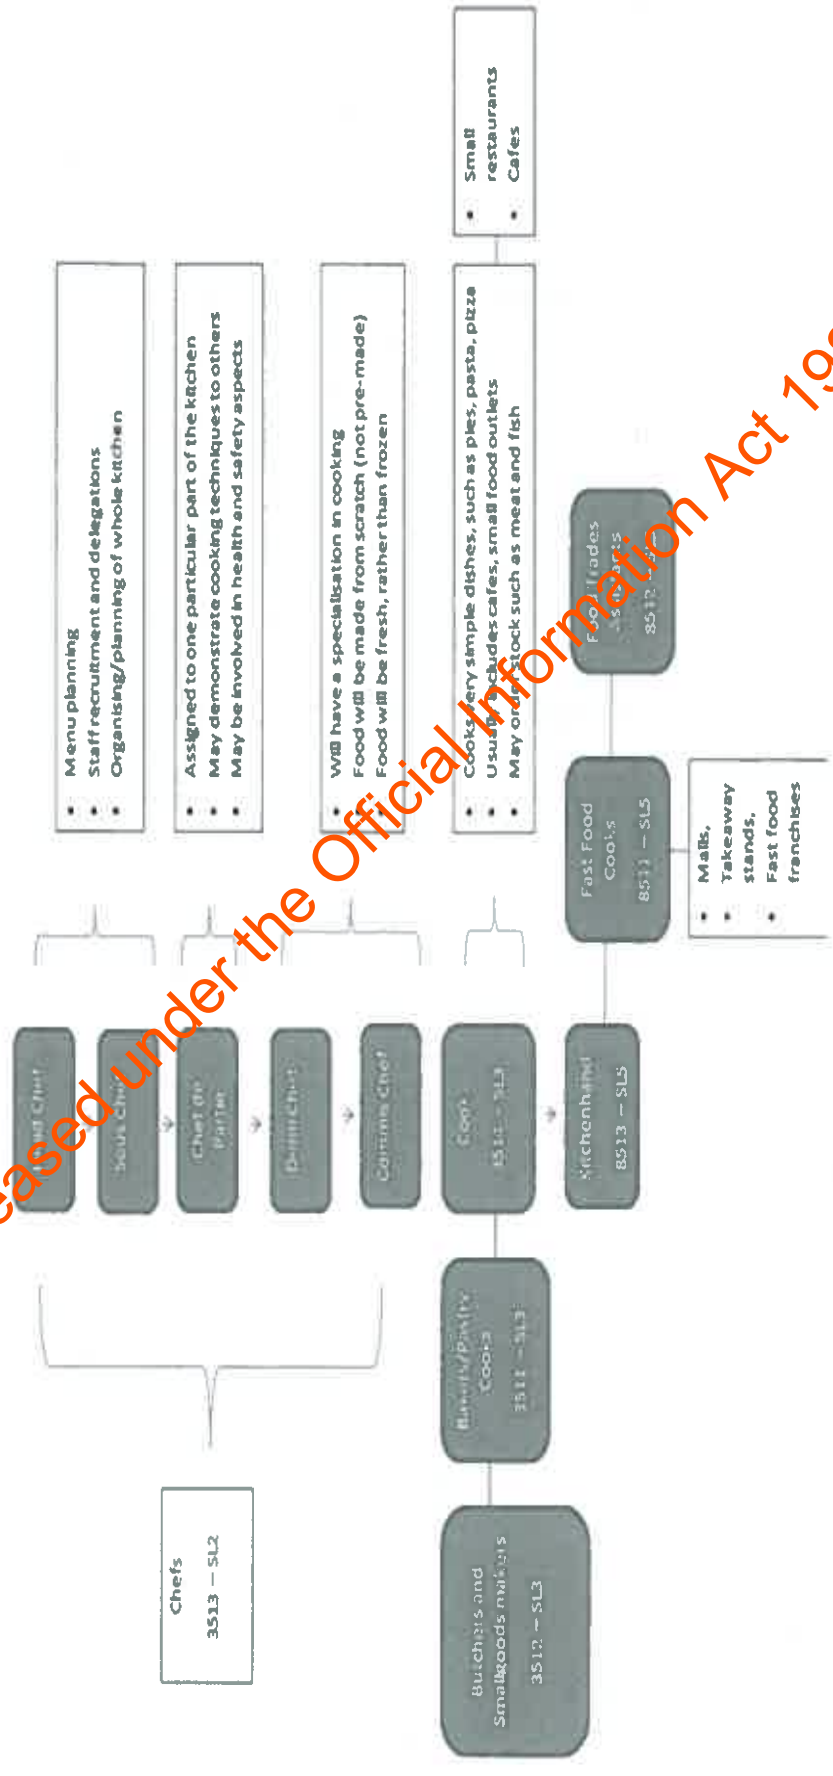 Chefs
3513 – SL2
Head Chef
Sous Chef
Chef de
Partie
Demi Chef
Commis Chef
• Menu planning
• Staff recruitment and delegations
• Organising/planning of whole kitchen
• Assigned to one particular part of the kitchen
• May demonstrate cooking techniques to others
• May be involved in health and safety aspects
• Will have a specialisation in cooking
• Food will be made from scratch (not pre-made)
• Food will be fresh, rather than frozen
Butchers and
Smallgoods makers
3512 – SL3
Bakers/Pastry
Cooks
3511 – SL3
Cook
3514 – SL3
• Cooks very simple dishes, such as pies, pasta, pizza
• Usually includes cafes, small food outlets
• May order stock such as meat and fish
• Small
restaurants
• Cafes
Kitchenhand
8513 – SL5
Fast Food
Cooks
8511 – SL5
Food Trades
Assistants
8512 –
• Malls,
• Takeaway
stands,
• Fast food
franchises
under the Official Information Act